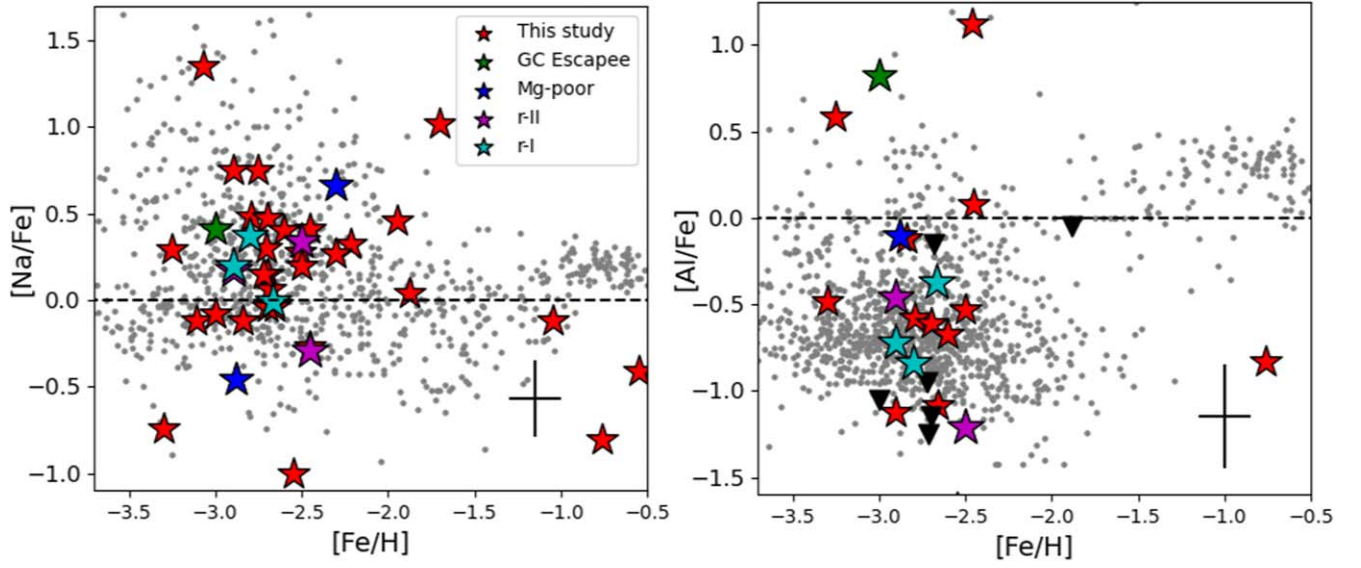 1.5
1.0
0.5
0.0
−0.5
−1.0
[Na/Fe]
−3.5 −3.0 −2.5 −2.0 −1.5 −1.0 −0.5
[Fe/H]
This study
GC Escapee
Mg-poor
r-II
r-I
1.0
0.5
0.0
−0.5
−1.0
−1.5
[Al/Fe]
−3.5 −3.0 −2.5 −2.0 −1.5 −1.0 −0.5
[Fe/H]